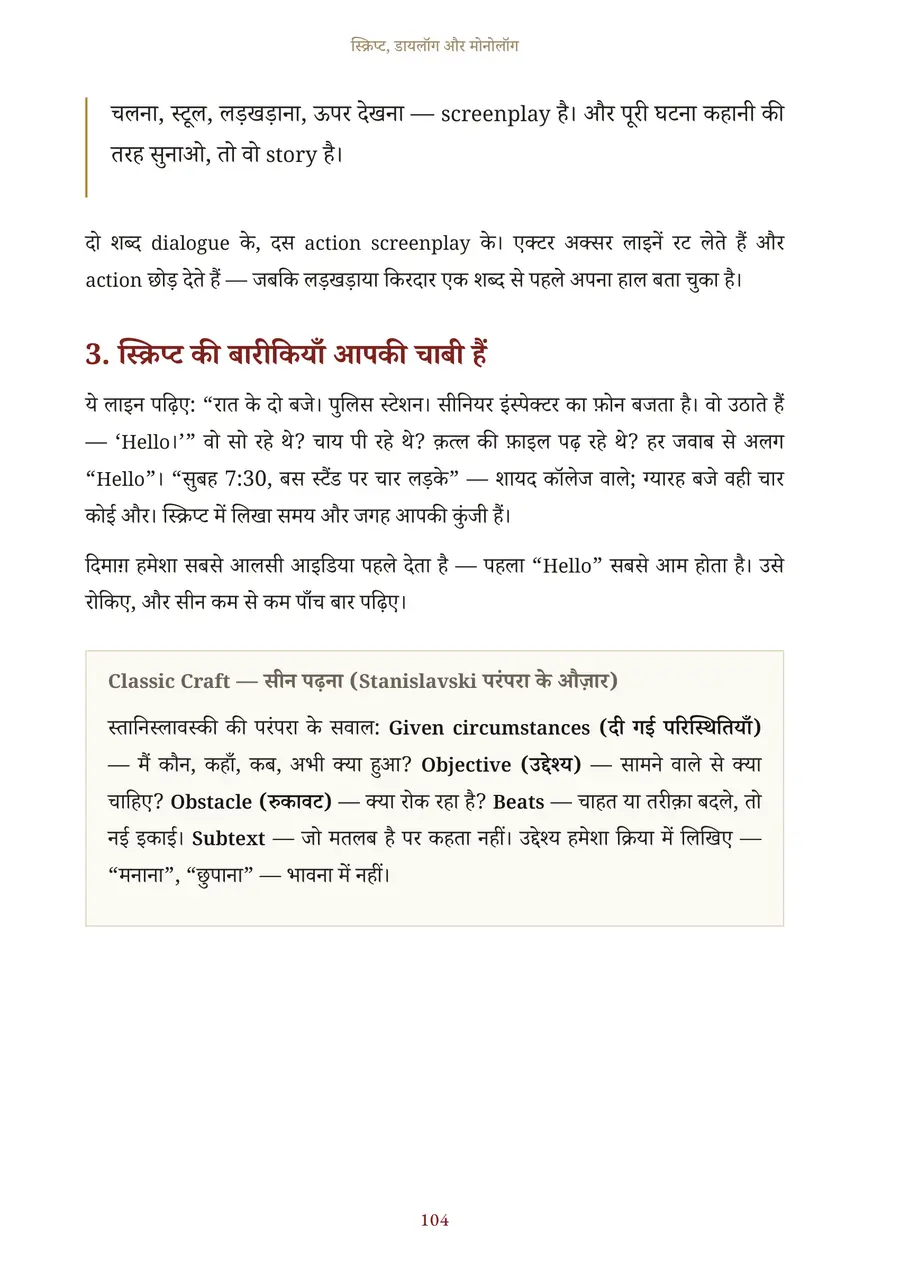 स्क्रिप्ट, डायलॉग और मोनोलॉग
चलना, स्टूल, लड़खड़ाना, ऊपर देखना — screenplay है। और पूरी घटना कहानी की
तरह सुनाओ, तो वो story है।
दो शब्द dialogue के, दस action screenplay के। एक्टर अक्सर लाइनें रट लेते हैं और
action छोड़ देते हैं — जबकि लड़खड़ाया किरदार एक शब्द से पहले अपना हाल बता चुका है।
3. स्क्रिप्ट की बारीकियाँ आपकी चाबी हैं
ये लाइन पढ़िए: “रात के दो बजे। पुलिस स्टेशन। सीनियर इंस्पेक्टर का फ़ोन बजता है। वो उठाते हैं
— ‘Hello।’” वो सो रहे थे? चाय पी रहे थे? क़त्ल की फ़ाइल पढ़ रहे थे? हर जवाब से अलग
“Hello”। “सुबह 7:30, बस स्टैंड पर चार लड़के” — शायद कॉलेज वाले; ग्यारह बजे वही चार
कोई और। स्क्रिप्ट में लिखा समय और जगह आपकी कुंजी हैं।
दिमाग़ हमेशा सबसे आलसी आइडिया पहले देता है — पहला “Hello” सबसे आम होता है। उसे
रोकिए, और सीन कम से कम पाँच बार पढ़िए।
Classic Craft — सीन पढ़ना (Stanislavski परंपरा के औज़ार)
स्तानिस्लावस्की की परंपरा के सवाल: Given circumstances (दी गई परिस्थितियाँ)
— मैं कौन, कहाँ, कब, अभी क्या हुआ? Objective (उद्देश्य) — सामने वाले से क्या
चाहिए? Obstacle (रुकावट) — क्या रोक रहा है? Beats — चाहत या तरीक़ा बदले, तो
नई इकाई। Subtext — जो मतलब है पर कहता नहीं। उद्देश्य हमेशा क्रिया में लिखिए —
“मनाना”, “छुपाना” — भावना में नहीं।
104